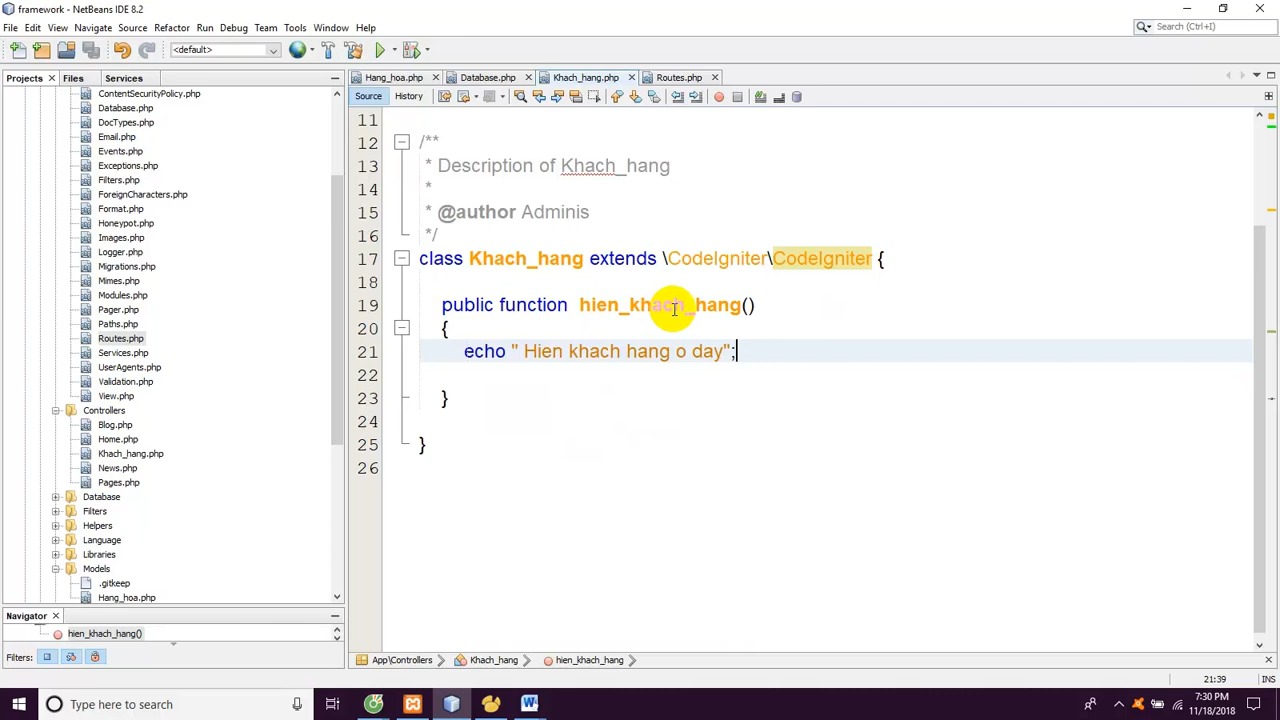 framework - NetBeans IDE 8.2
File Edit View Navigate Source Refactor Run Debug Team Tools Window Help
Search (Ctrl+I)
<default>
Projects Files Services
Hang_hoa.php Database.php Khach_hang.php Routes.php
Source History
ContentSecurityPolicy.php
Database.php
DocTypes.php
Email.php
Events.php
Exceptions.php
Filters.php
ForeignCharacters.php
Format.php
Honeypot.php
Images.php
Logger.php
Migrations.php
Mimes.php
Modules.php
Pager.php
Paths.php
Routes.php
Services.php
UserAgents.php
Validation.php
View.php
Controllers
Blog.php
Home.php
Khach_hang.php
News.php
Pages.php
Database
Filters
Helpers
Language
Libraries
Models
.gitkeep
Hang_hoa.php
11
12 /**
13 * Description of Khach_hang
14 *
15 * @author Adminis
16 */
17 class Khach_hang extends \CodeIgniter\CodeIgniter {
18
19 public function hien_khach_hang()
20 {
21 echo " Hien khach hang o day";
22
23 }
24
25 }
26
Navigator
hien_khach_hang()
Filters:
App\Controllers Khach_hang hien_khach_hang
21:39 INS
Type here to search
7:30 PM
11/18/2018